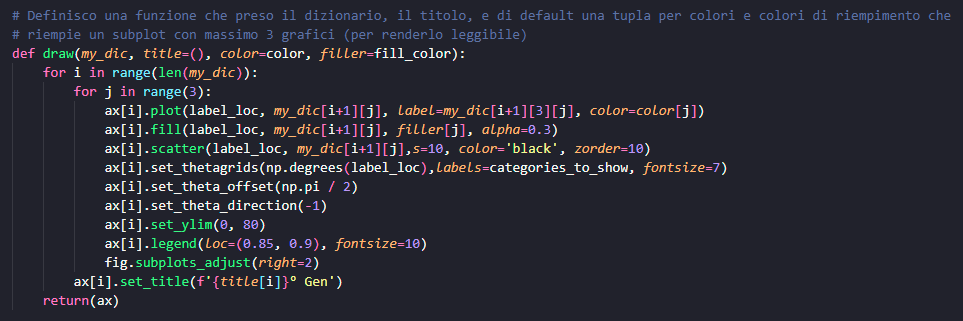 # Definisco una funzione che preso il dizionario, il titolo, e di default una tupla per colori e colori di riempimento che
# riempie un subplot con massimo 3 grafici (per renderlo leggibile)
def draw(my_dic, title=(), color=color, filler=fill_color):
    for i in range(len(my_dic)):
        for j in range(3):
            ax[i].plot(label_loc, my_dic[i+1][j], label=my_dic[i+1][3][j], color=color[j])
            ax[i].fill(label_loc, my_dic[i+1][j], filler[j], alpha=0.3)
            ax[i].scatter(label_loc, my_dic[i+1][j],s=10, color='black', zorder=10)
            ax[i].set_thetagrids(np.degrees(label_loc),labels=categories_to_show, fontsize=7)
            ax[i].set_theta_offset(np.pi / 2)
            ax[i].set_theta_direction(-1)
            ax[i].set_ylim(0, 80)
            ax[i].legend(loc=(0.85, 0.9), fontsize=10)
            fig.subplots_adjust(right=2)
        ax[i].set_title(f'{title[i]}° Gen')
    return(ax)